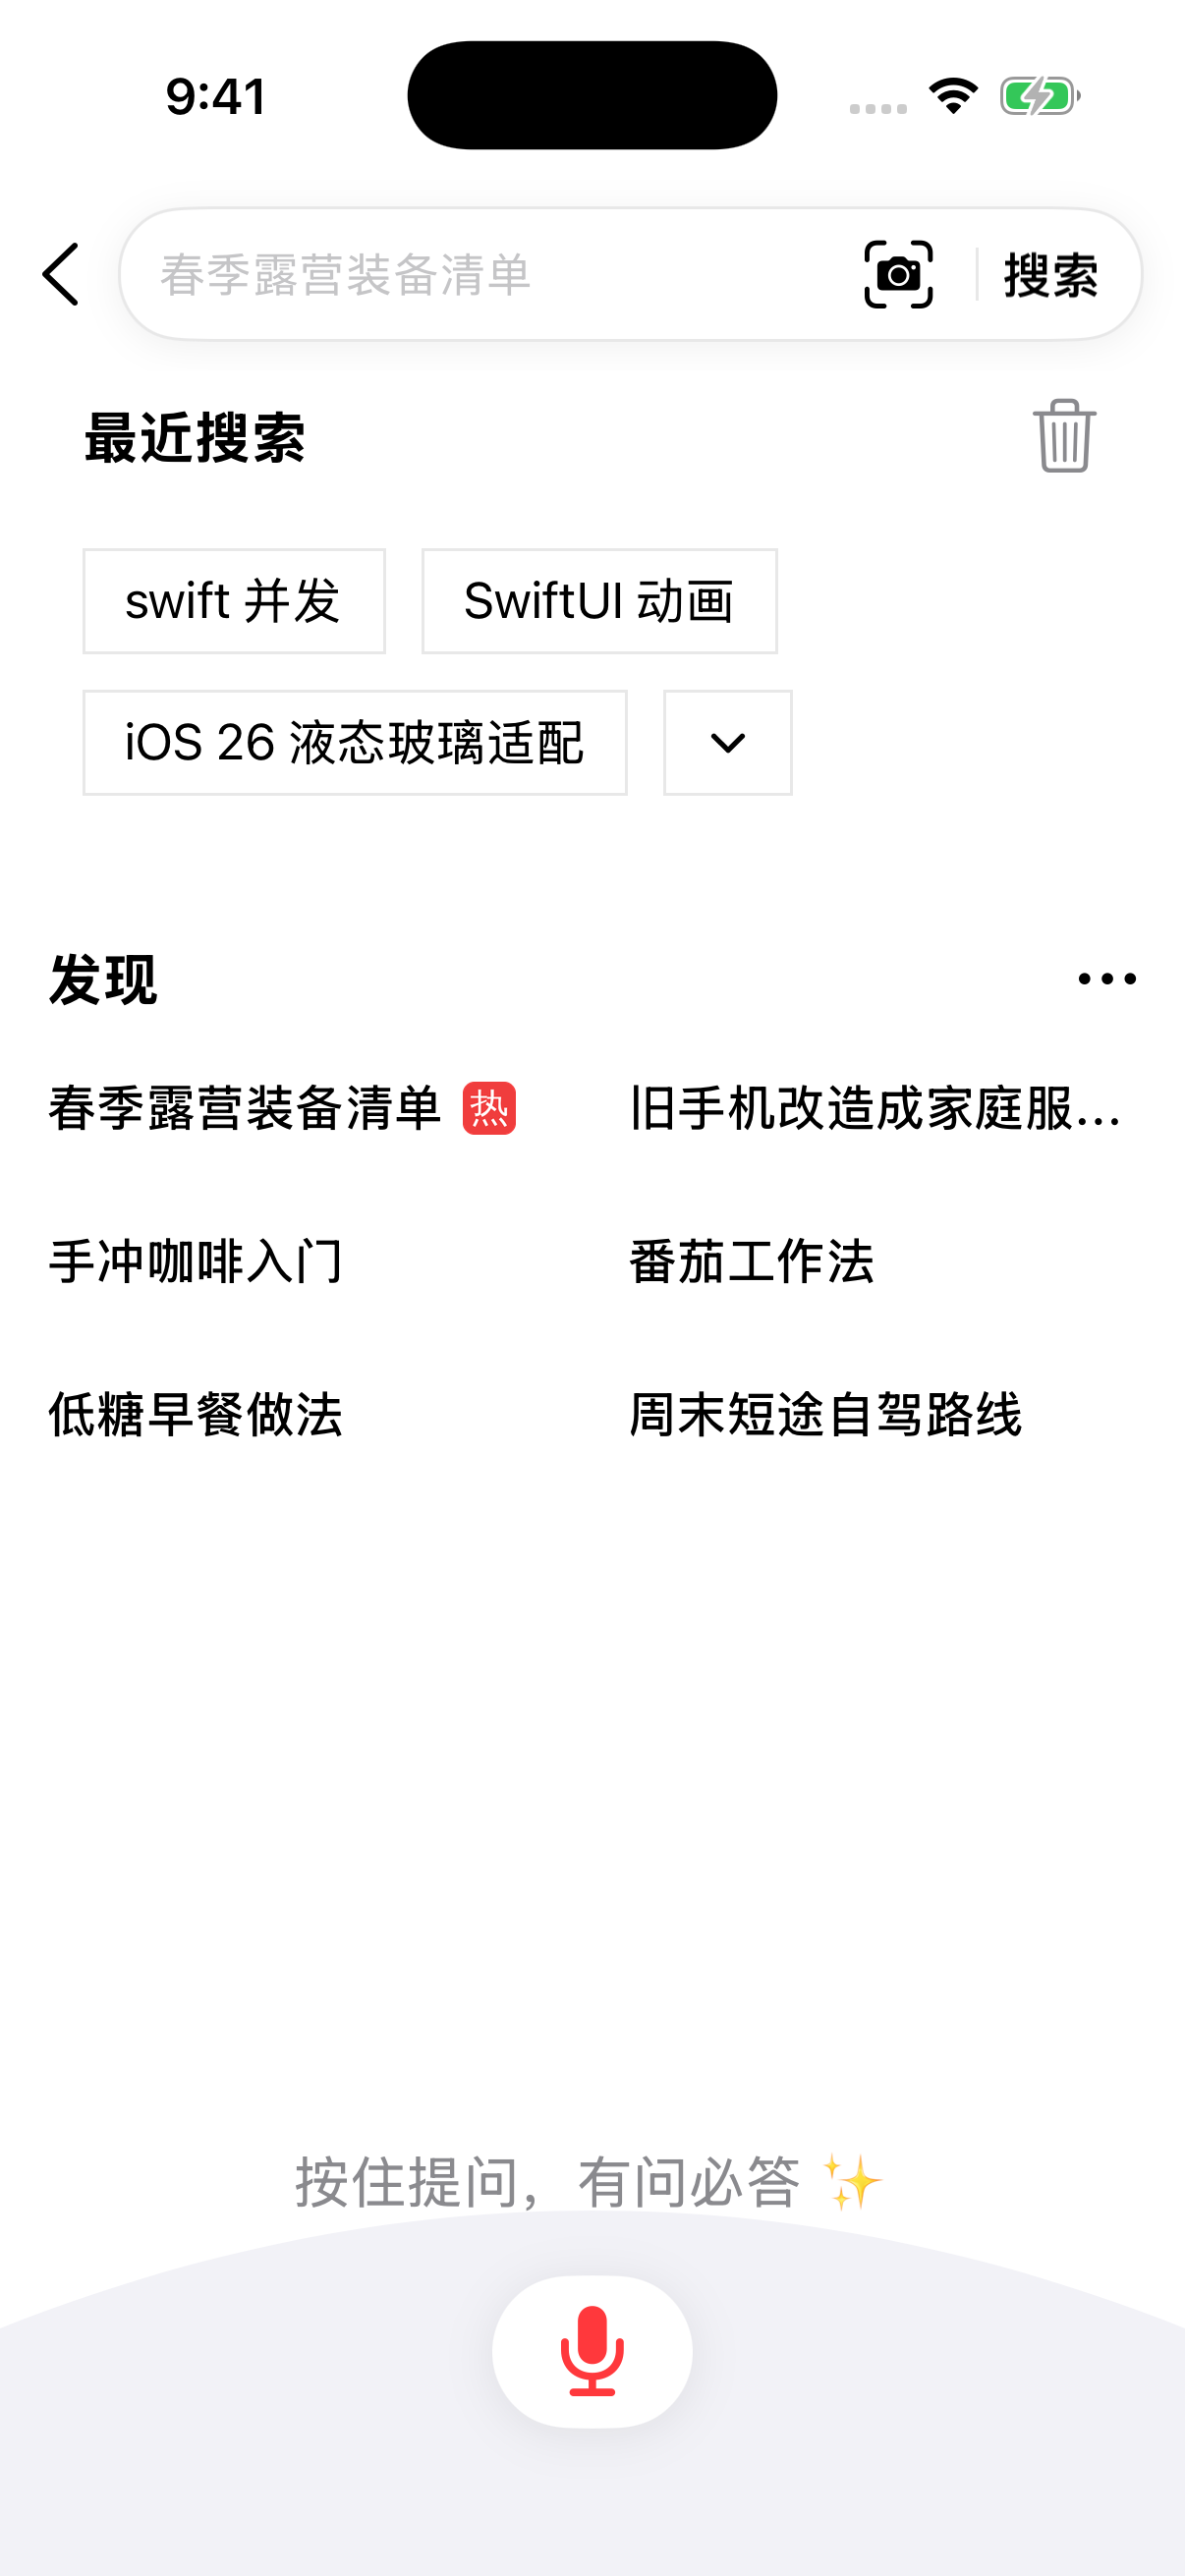 9:41
春季露营装备清单 搜索
最近搜索
swift 并发 SwiftUI 动画
iOS 26 液态玻璃适配
发现
春季露营装备清单 热 旧手机改造成家庭服...
手冲咖啡入门 番茄工作法
低糖早餐做法 周末短途自驾路线
按住提问，有问必答 ✨